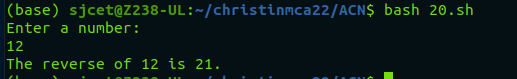 (base) sjcet@Z238-UL:~/christinmca22/ACN$ bash 20.sh
Enter a number:
12
The reverse of 12 is 21.